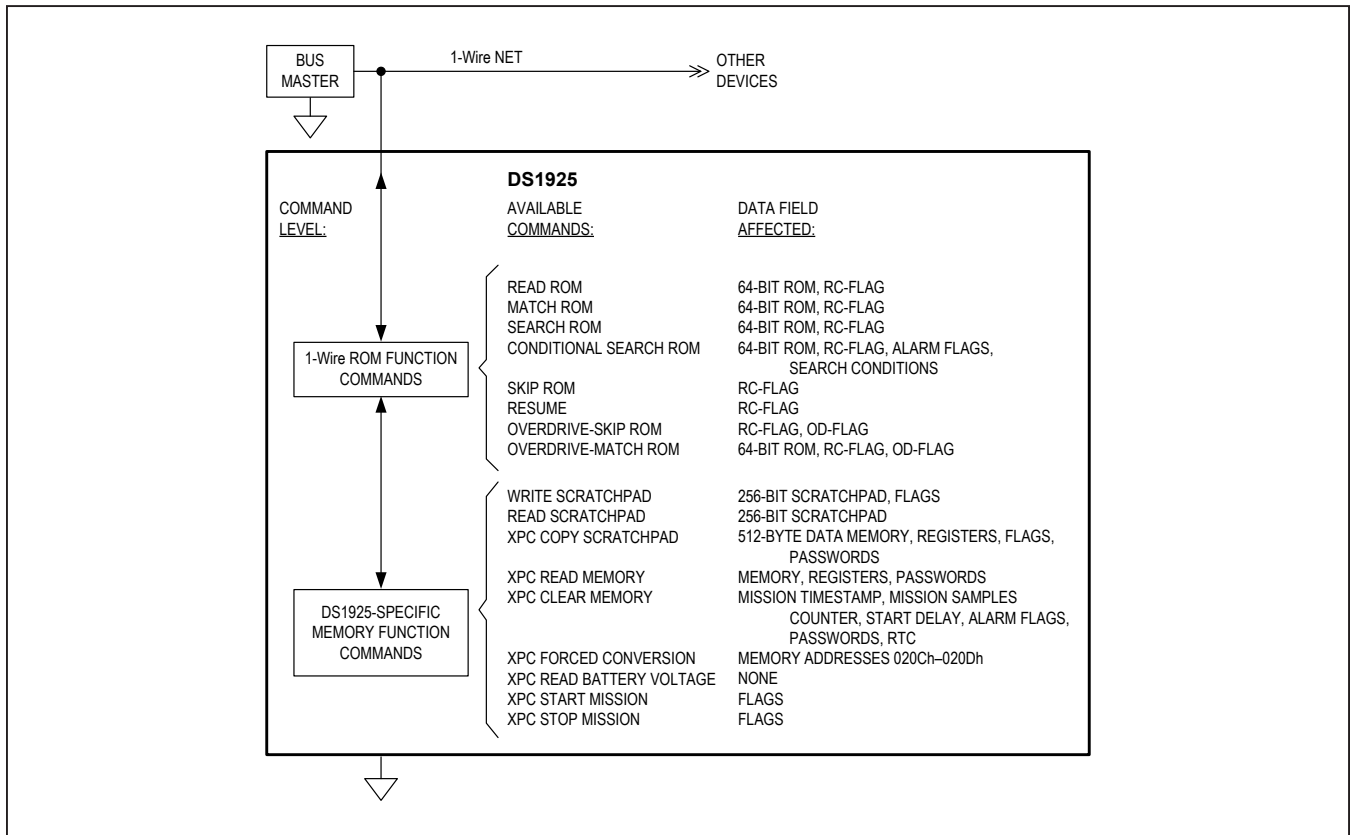 BUS
MASTER
1-Wire NET
OTHER
DEVICES
DS1925
COMMAND
LEVEL:
AVAILABLE
COMMANDS:
DATA FIELD
AFFECTED:
1-Wire ROM FUNCTION
COMMANDS
READ ROM 64-BIT ROM, RC-FLAG
MATCH ROM 64-BIT ROM, RC-FLAG
SEARCH ROM 64-BIT ROM, RC-FLAG
CONDITIONAL SEARCH ROM 64-BIT ROM, RC-FLAG, ALARM FLAGS,
SEARCH CONDITIONS
SKIP ROM RC-FLAG
RESUME RC-FLAG
OVERDRIVE-SKIP ROM RC-FLAG, OD-FLAG
OVERDRIVE-MATCH ROM 64-BIT ROM, RC-FLAG, OD-FLAG
DS1925-SPECIFIC
MEMORY FUNCTION
COMMANDS
WRITE SCRATCHPAD 256-BIT SCRATCHPAD, FLAGS
READ SCRATCHPAD 256-BIT SCRATCHPAD
XPC COPY SCRATCHPAD 512-BYTE DATA MEMORY, REGISTERS, FLAGS,
PASSWORDS
XPC READ MEMORY MEMORY, REGISTERS, PASSWORDS
XPC CLEAR MEMORY MISSION TIMESTAMP, MISSION SAMPLES
COUNTER, START DELAY, ALARM FLAGS,
PASSWORDS, RTC
XPC FORCED CONVERSION MEMORY ADDRESSES 020Ch–020Dh
XPC READ BATTERY VOLTAGE NONE
XPC START MISSION FLAGS
XPC STOP MISSION FLAGS